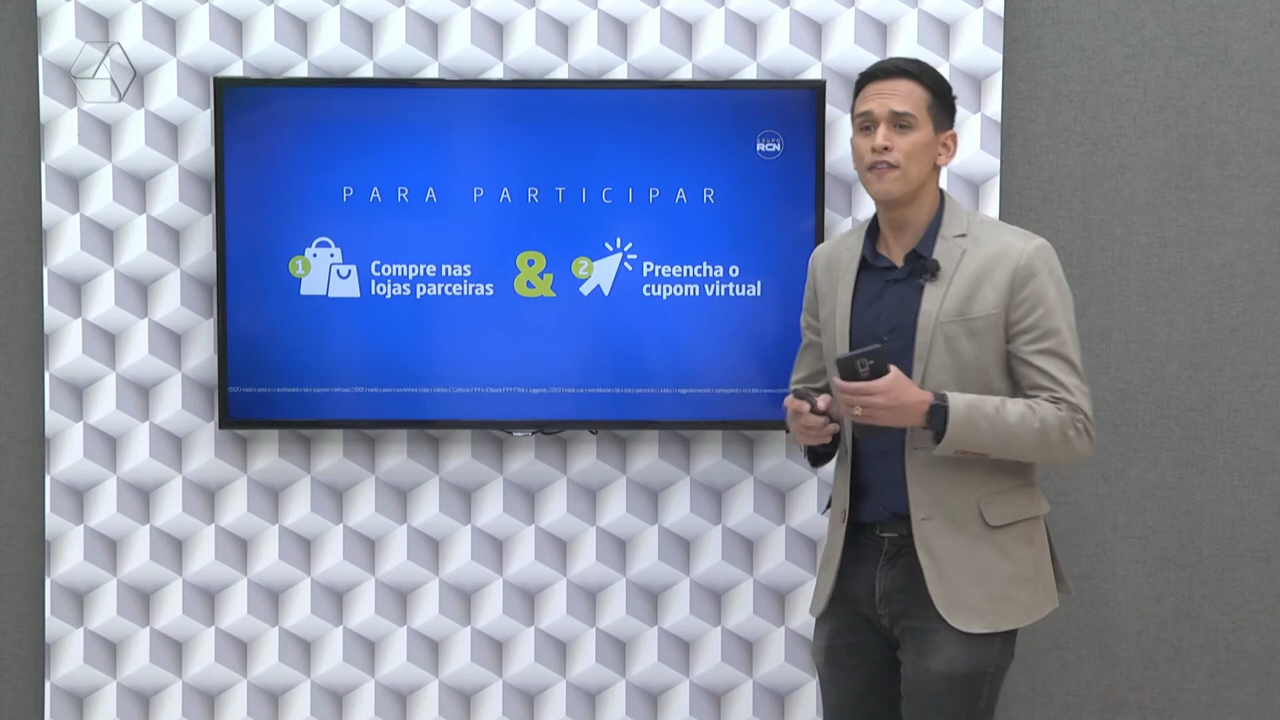 GRUPO
RCN
PARA PARTICIPAR
1
Compre nas
lojas parceiras
&
2
Preencha o
cupom virtual